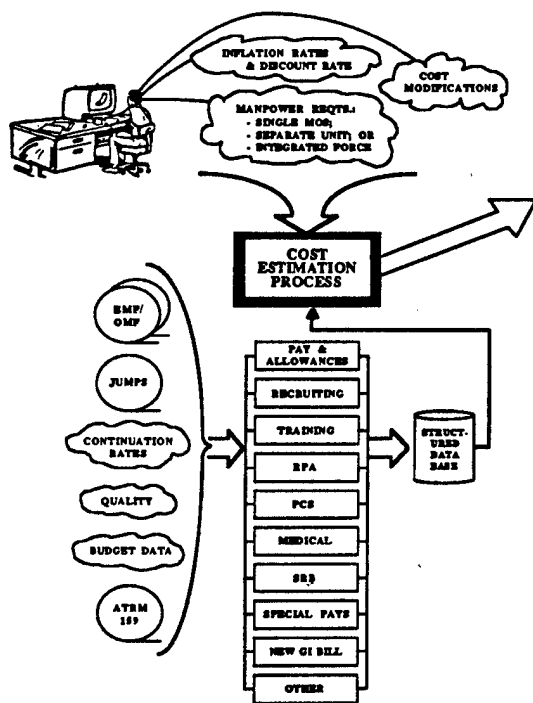 INFLATION RATES
& DISCOUNT RATE
COST
MODIFICATIONS
MANPOWER REQTS.:
- SINGLE MOS;
- SEPARATE UNIT; OR
- INTEGRATED FORCE
COST
ESTIMATION
PROCESS
EMF/
OMF
JUMPS
CONTINUATION
RATES
QUALITY
BUDGET DATA
ATRM
159
PAY &
ALLOWANCES
RECRUITING
TRAINING
RPA
PCS
MEDICAL
SRB
SPECIAL PAYS
NEW GI BILL
OTHER
STRUCT-
URED
DATA
BASE